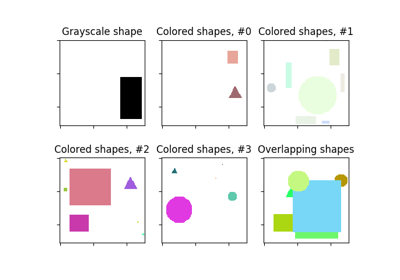 Grayscale shape
Colored shapes, #0
Colored shapes, #1
Colored shapes, #2
Colored shapes, #3
Overlapping shapes